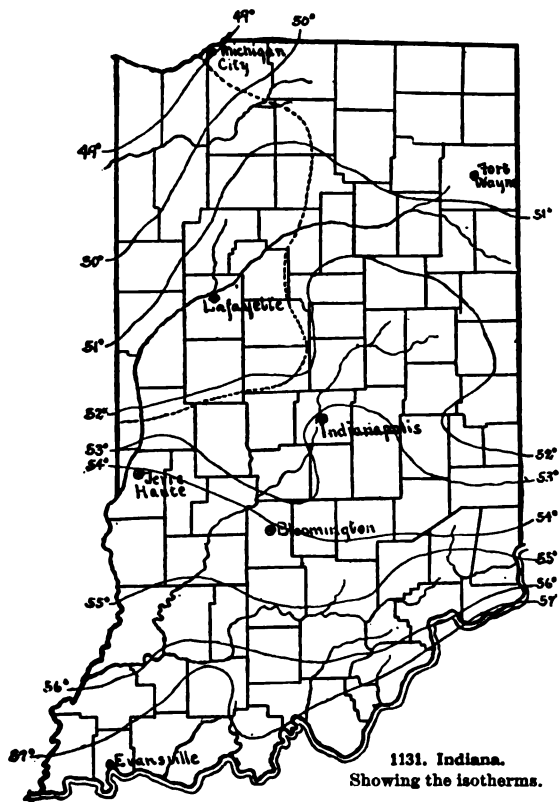 49°
50°
Michigan
City
49°
Fort
Wayne
51°
50°
Lafayette
51°
52°
Indianapolis
53°
52°
54°
53°
Terre
Haute
54°
Bloomington
55°
56°
55°
57°
56°
57°
Evansville
1131. Indiana.
Showing the isotherms.